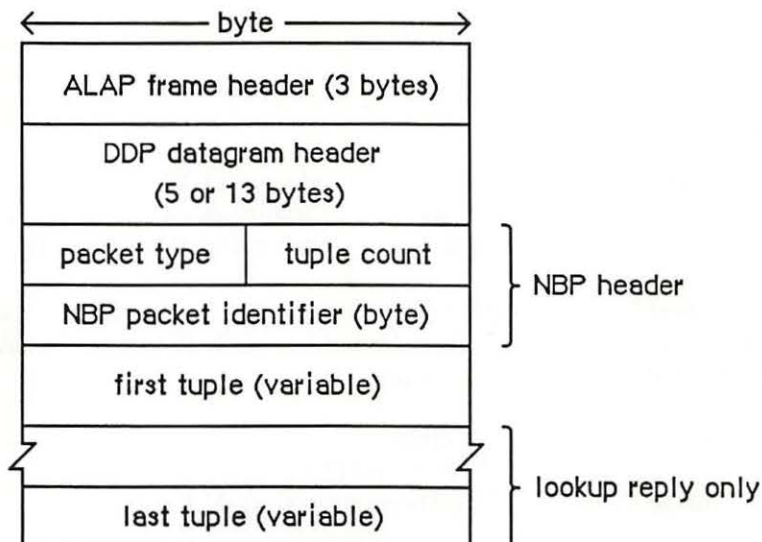 byte
ALAP frame header (3 bytes)
DDP datagram header
(5 or 13 bytes)
packet type
tuple count
NBP header
NBP packet identifier (byte)
first tuple (variable)
lookup reply only
last tuple (variable)